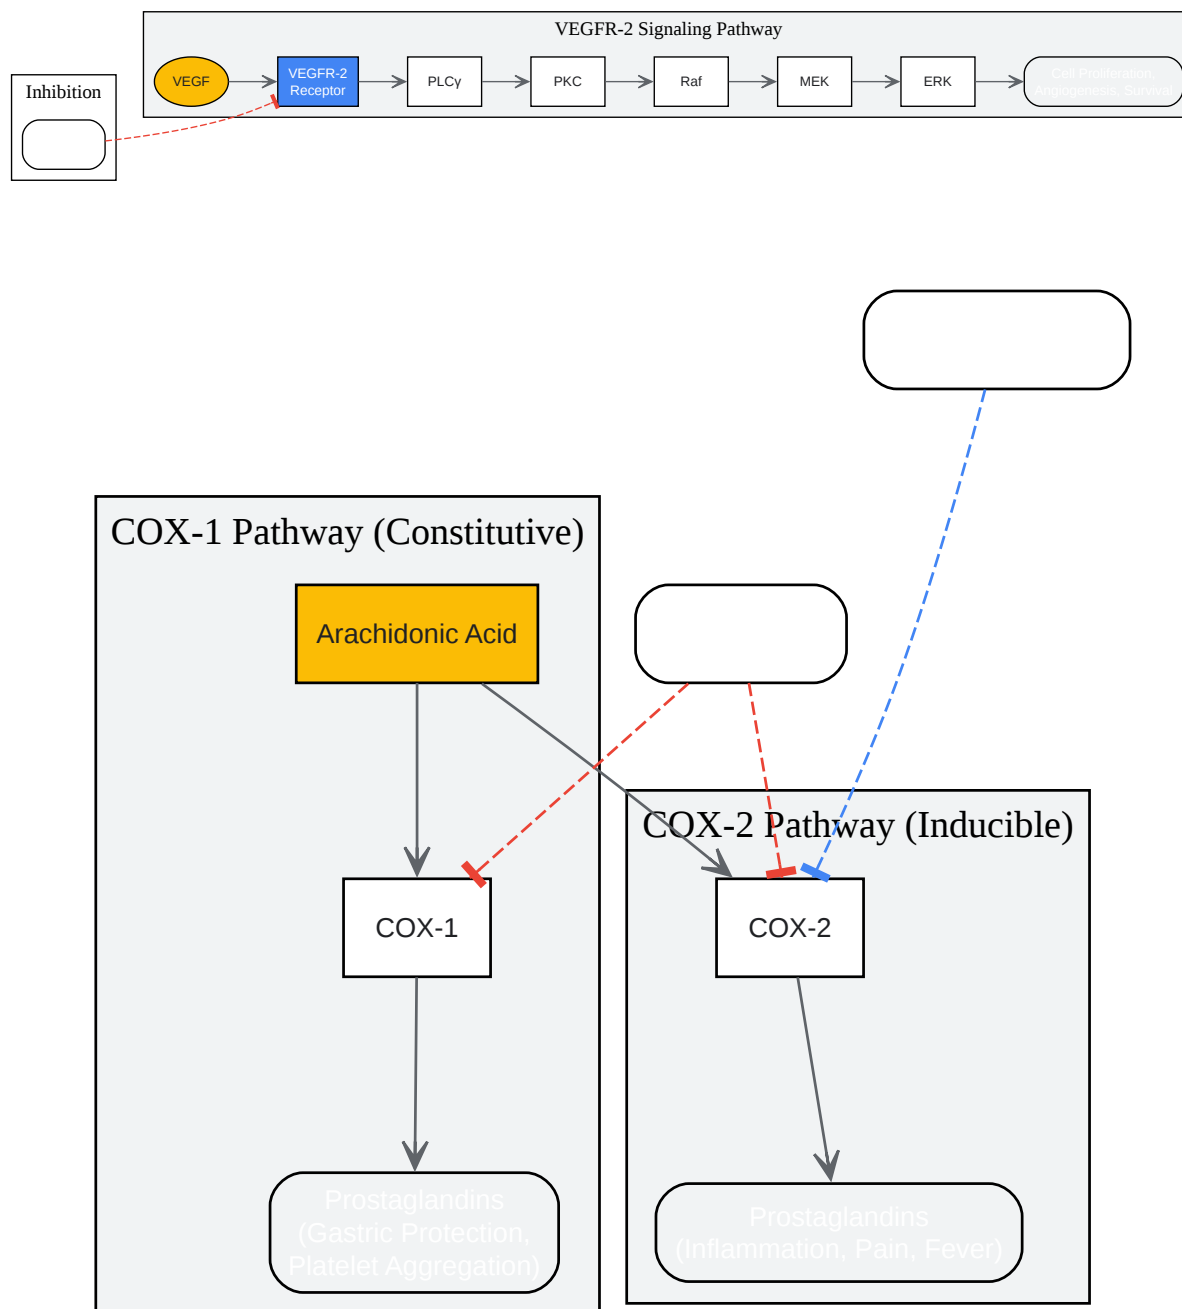 VEGFR-2 Signaling Pathway
Inhibition
VEGF
VEGFR-2
Receptor
PLCγ
PKC
Raf
MEK
ERK
Cell Proliferation,
Angiogenesis, Survival
COX-1 Pathway (Constitutive)
Arachidonic Acid
COX-2 Pathway (Inducible)
COX-1
COX-2
Prostaglandins
(Gastric Protection,
Platelet Aggregation)
Prostaglandins
(Inflammation, Pain, Fever)